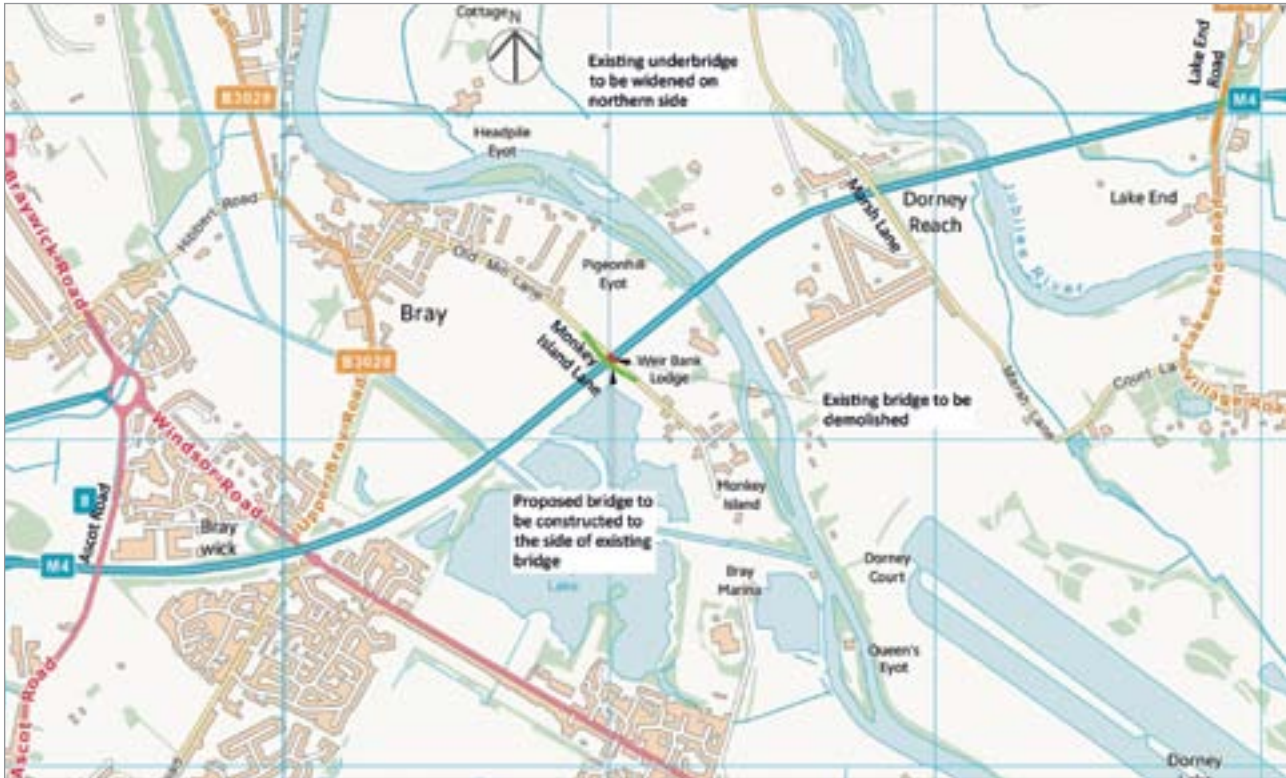 Cottage
N
Existing underbridge
to be widened on
northern side
Lake End
Road
B3028
M4
Headpile
Eyot
Braywick Road
Hibbert Road
Marsh Lane
Dorney
Reach
Lake End
Jubilee River
Old Mill Lane
Pigeonhill
Eyot
Bray
Lake End Road
Monkey
Island Lane
B3028
Weir Bank
Lodge
Court La
Village Roa
Existing bridge to be
demolished
Marsh Lane
Windsor Road
Upper Bray Road
Monkey
Island
Proposed bridge to
be constructed to
the side of existing
bridge
8
Ascot Road
Bray
wick
M4
Lake
Bray
Marina
Dorney
Court
Queen's
Eyot
Ascot Road
Dorney